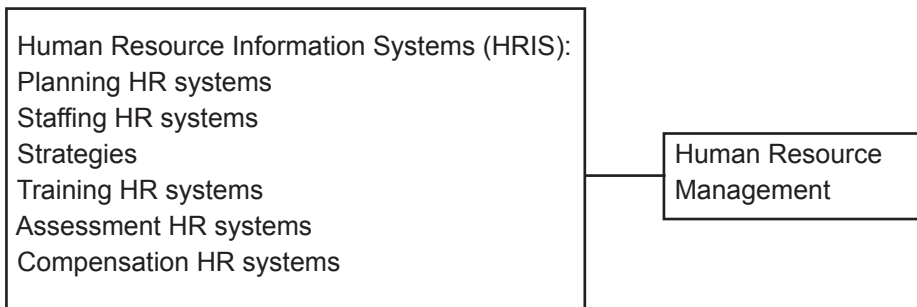 Human Resource Information Systems (HRIS):
Planning HR systems
Staffing HR systems
Strategies
Training HR systems
Assessment HR systems
Compensation HR systems
Human Resource
Management